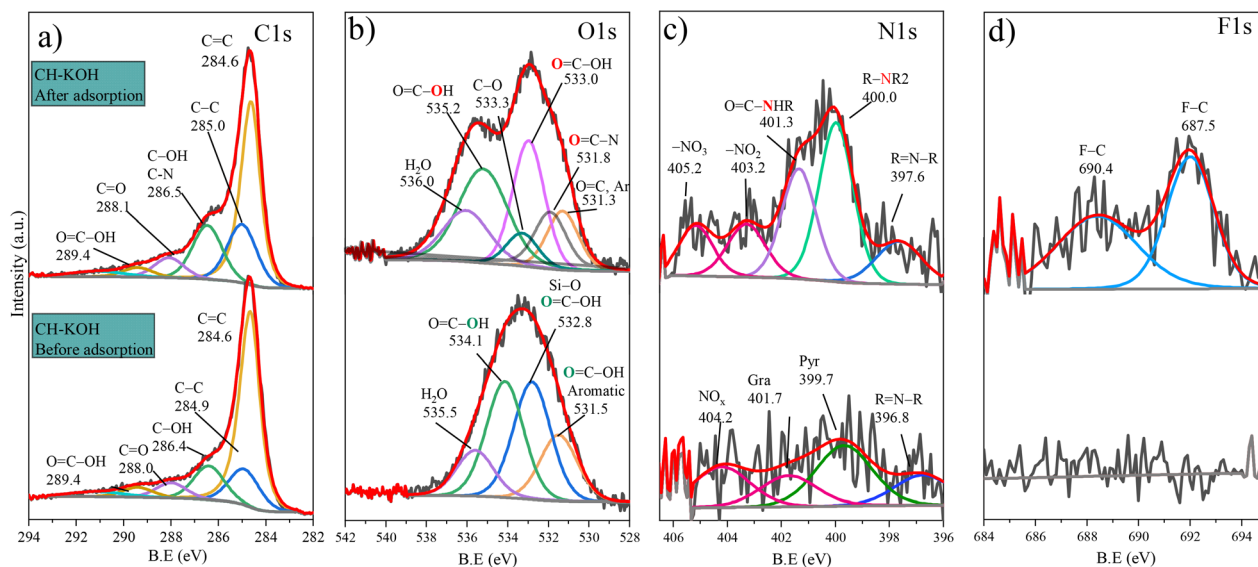 a)
C1s
CH-KOH
After adsorption
C=C
284.6
C–C
285.0
C–OH
C–N
286.5
C=O
288.1
O=C–OH
289.4
CH-KOH
Before adsorption
C=C
284.6
C–C
284.9
C–OH
286.4
C=O
288.0
O=C–OH
289.4
Intensity (a.u.)
294 292 290 288 286 284 282
B.E (eV)
b)
O1s
O=C–OH
533.0
C–O
533.3
O=C–OH
535.2
O=C–N
531.8
H2O
536.0
O=C, Ar
531.3
Si–O
O=C–OH
532.8
O=C–OH
534.1
O=C–OH
Aromatic
531.5
H2O
535.5
542 540 538 536 534 532 530 528
B.E (eV)
c)
N1s
R–NR2
400.0
O=C–NHR
401.3
–NO3
405.2
–NO2
403.2
R=N–R
397.6
Pyr
399.7
Gra
401.7
NOx
404.2
R=N–R
396.8
406 404 402 400 398 396
B.E (eV)
d)
F1s
F–C
687.5
F–C
690.4
684 686 688 690 692 694
B.E (eV)